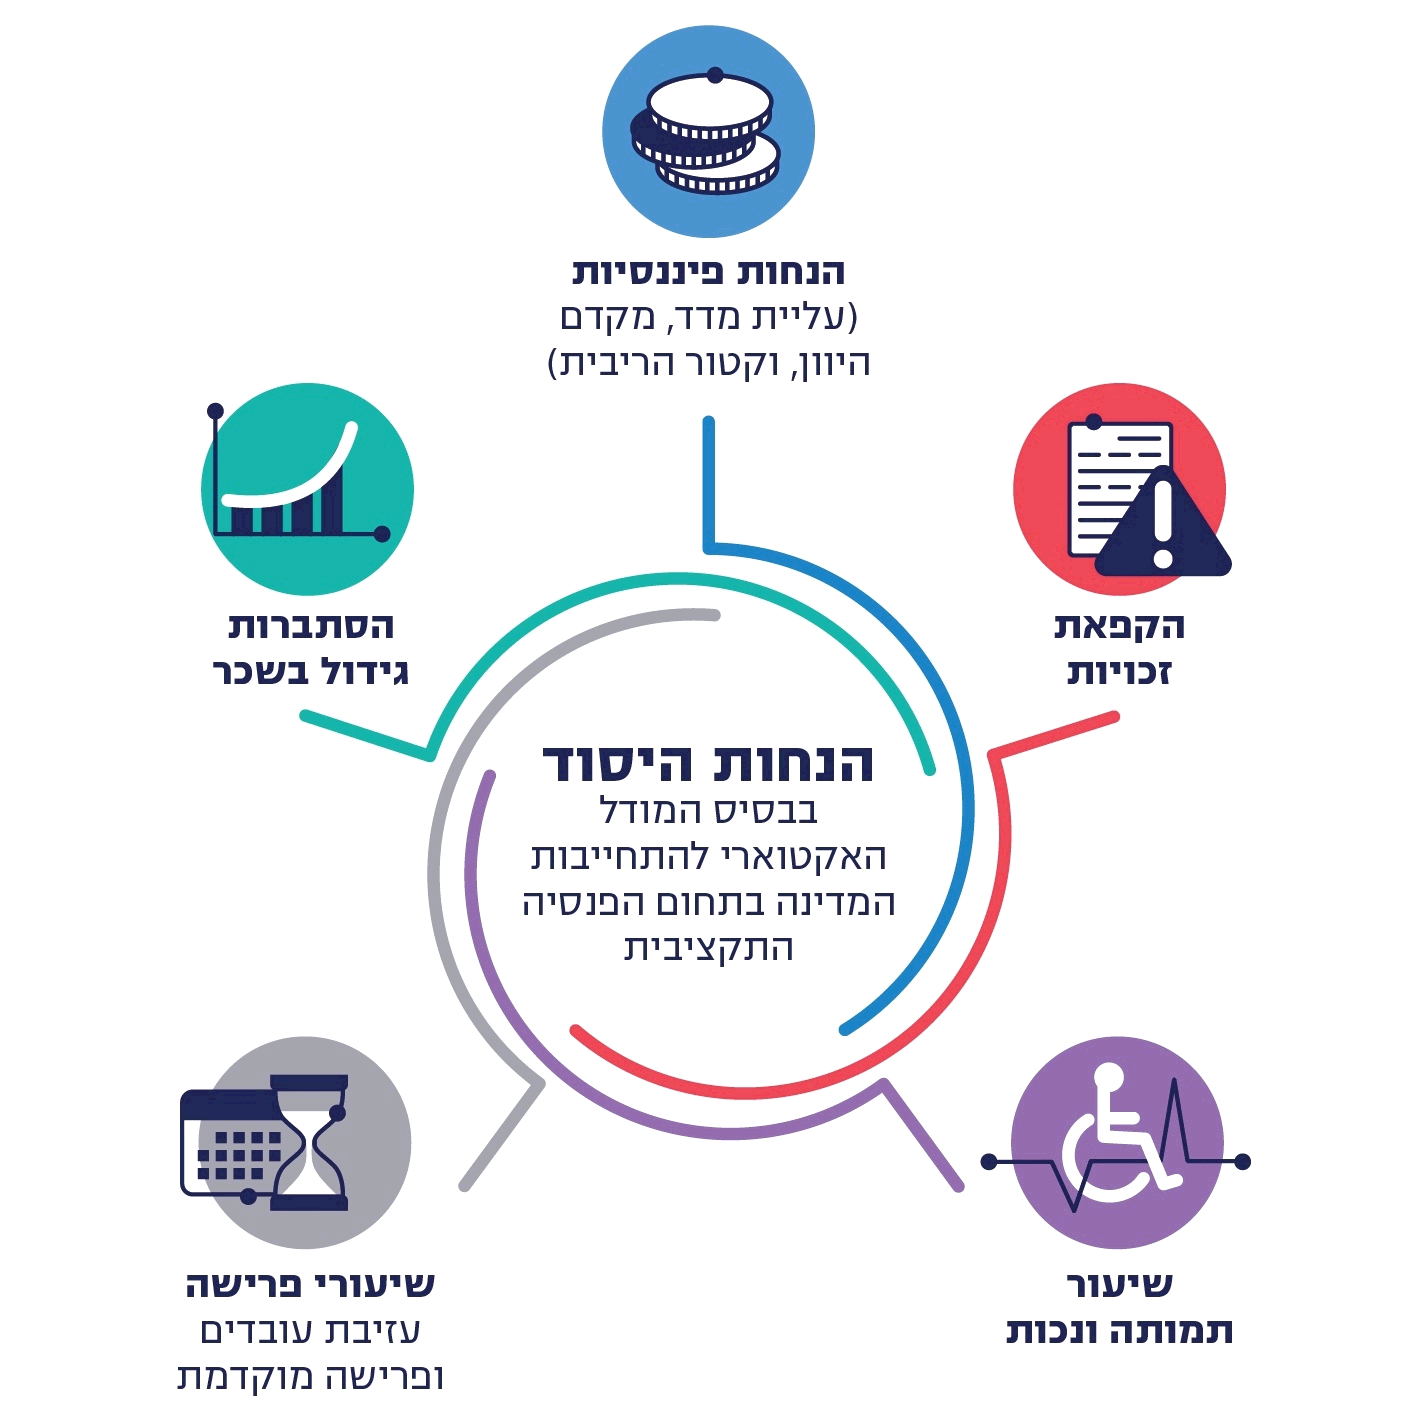 הנחות פיננסיות
(עליית מדד, מקדם
היוון, וקטור הריבית)
הקפאת
זכויות
הסתברות
גידול בשכר
הנחות היסוד
בבסיס המודל
האקטוארי להתחייבות
המדינה בתחום הפנסיה
התקציבית
שיעור
תמותה ונכות
שיעורי פרישה
עזיבת עובדים
ופרישה מוקדמת